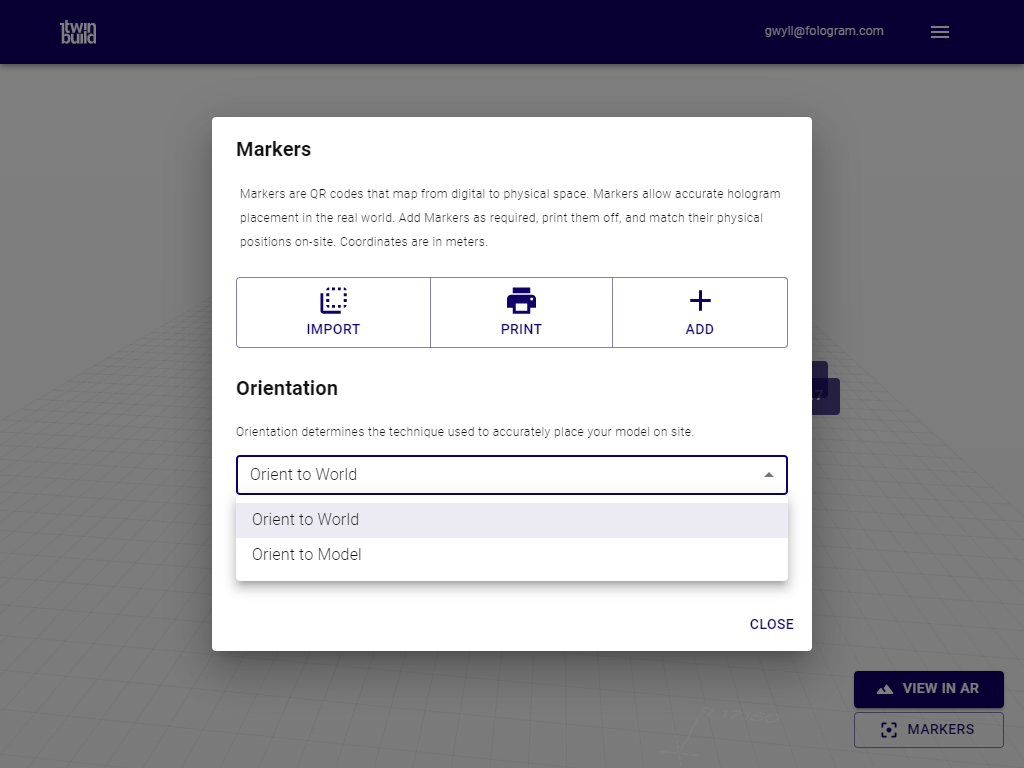 twin
build
gwyll@fologram.com
Markers
Markers are QR codes that map from digital to physical space. Markers allow accurate hologram
placement in the real world. Add Markers as required, print them off, and match their physical
positions on-site. Coordinates are in meters.
IMPORT
PRINT
ADD
Orientation
7
Orientation determines the technique used to accurately place your model on site.
Orient to World
Orient to World
Orient to Model
CLOSE
VIEW IN AR
MARKERS